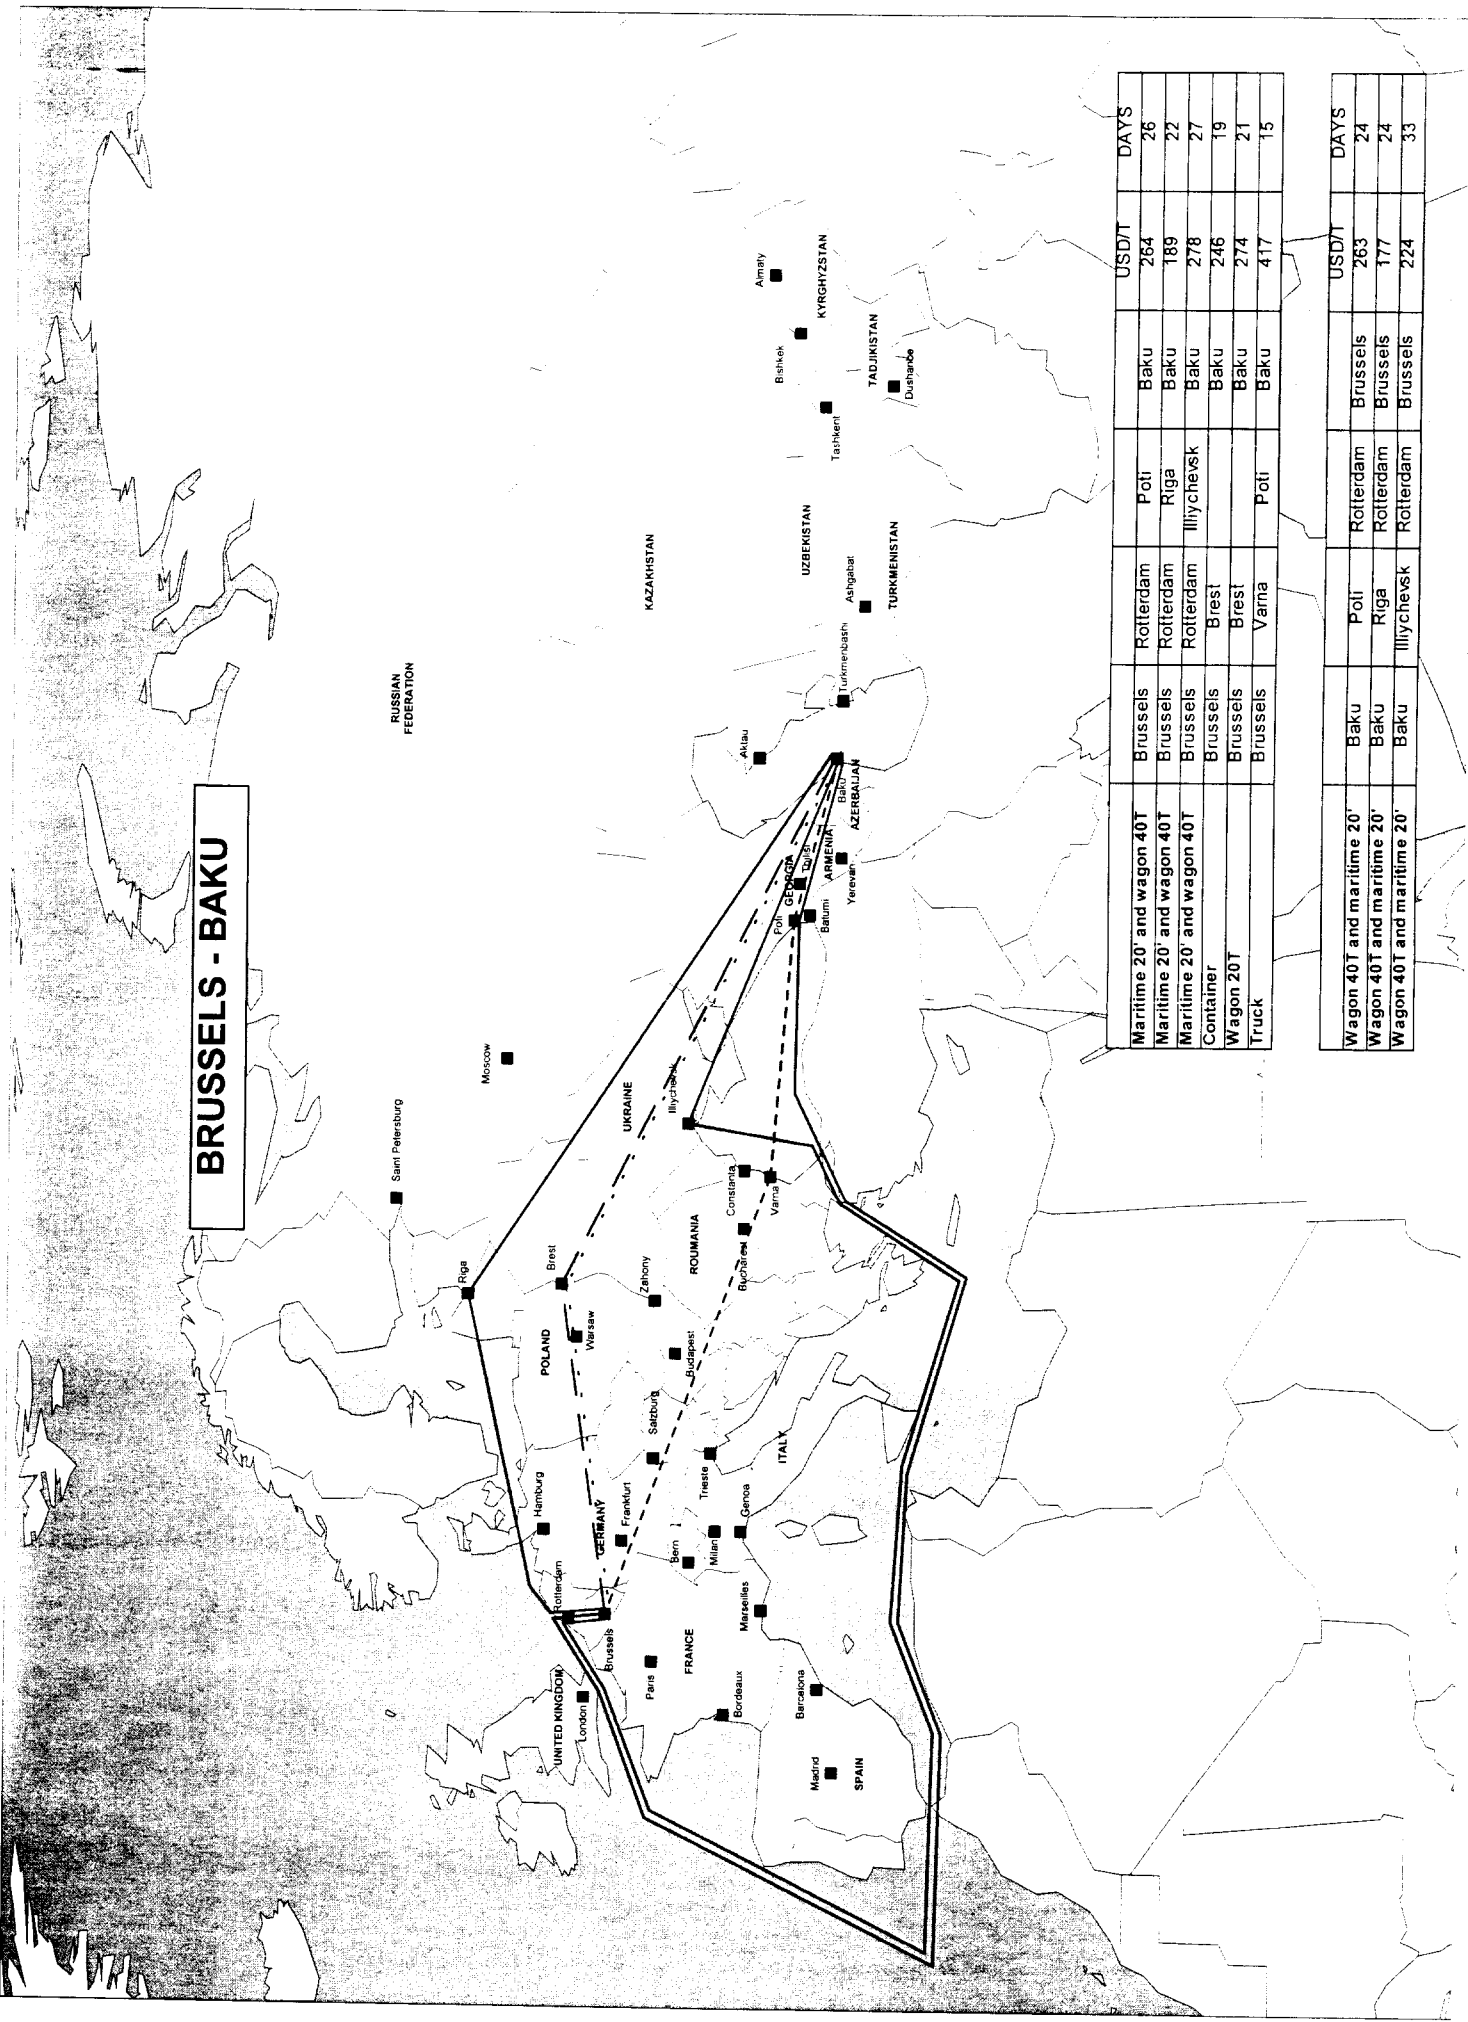 BRUSSELS - BAKU
RUSSIAN
FEDERATION
Saint Petersburg
Moscow
Riga
KAZAKHSTAN
Almaty
Bishkek
KYRGHYZSTAN
Tashkent
TADJIKISTAN
UZBEKISTAN
Ashgabat
TURKMENISTAN
Turkmenbashi
Aktau
Baku
AZERBAIJAN
ARMENIA
Yerevan
GEORGIA
Poti
Batumi
UKRAINE
Illiychevsk
Constanta
Varna
Bucharest
ROUMANIA
Zahony
Brest
Warsaw
POLAND
Budapest
Salzburg
Hamburg
GERMANY
Frankfurt
Rotterdam
Brussels
Bern
Trieste
Milan
Genoa
ITALY
Marseilles
FRANCE
Paris
Bordeaux
UNITED KINGDOM
London
Barcelona
Madrid
SPAIN
USD/T DAYS
Maritime 20' and wagon 40T Brussels Rotterdam Poti Baku 264 26
Maritime 20' and wagon 40T Brussels Rotterdam Riga Baku 189 22
Maritime 20' and wagon 40T Brussels Rotterdam Illiychevsk Baku 278 27
Container Brussels Brest Baku 246 19
Wagon 20T Brussels Brest Baku 274 21
Truck Brussels Varna Poti Baku 417 15
USD/T DAYS
Wagon 40T and maritime 20' Baku Poti Rotterdam Brussels 263 24
Wagon 40T and maritime 20' Baku Riga Rotterdam Brussels 177 24
Wagon 40T and maritime 20' Baku Illiychevsk Rotterdam Brussels 224 33